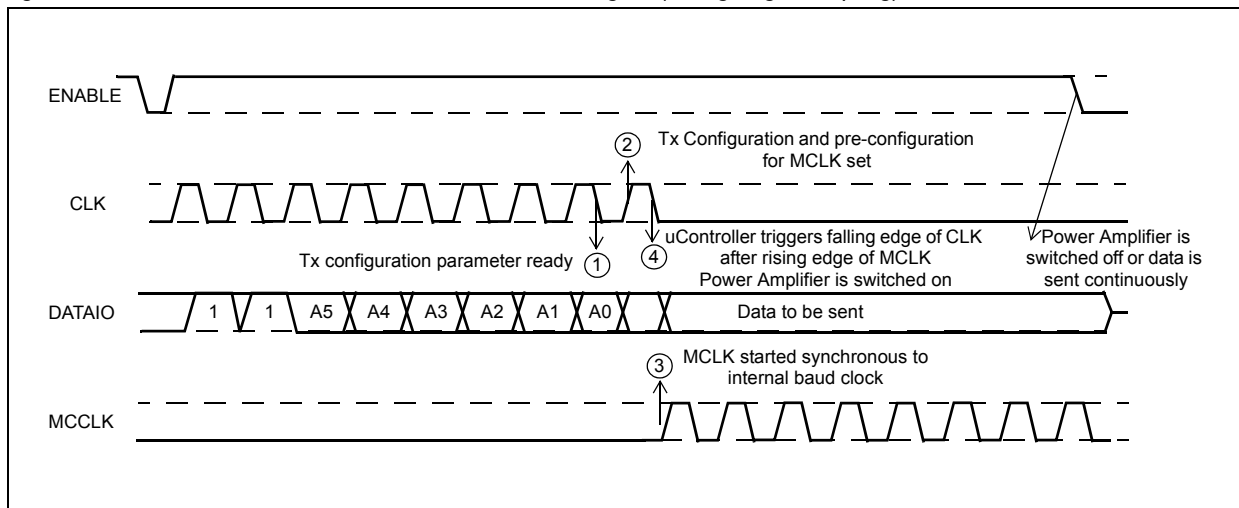 ENABLE
②
Tx Configuration and pre-configuration
for MCLK set
CLK
Tx configuration parameter ready
①
④
uController triggers falling edge of CLK
after rising edge of MCLK
Power Amplifier is switched on
Power Amplifier is
switched off or data is
sent continuously
DATAIO
1 1 A5 A4 A3 A2 A1 A0 Data to be sent
③
MCLK started synchronous to
internal baud clock
MCCLK